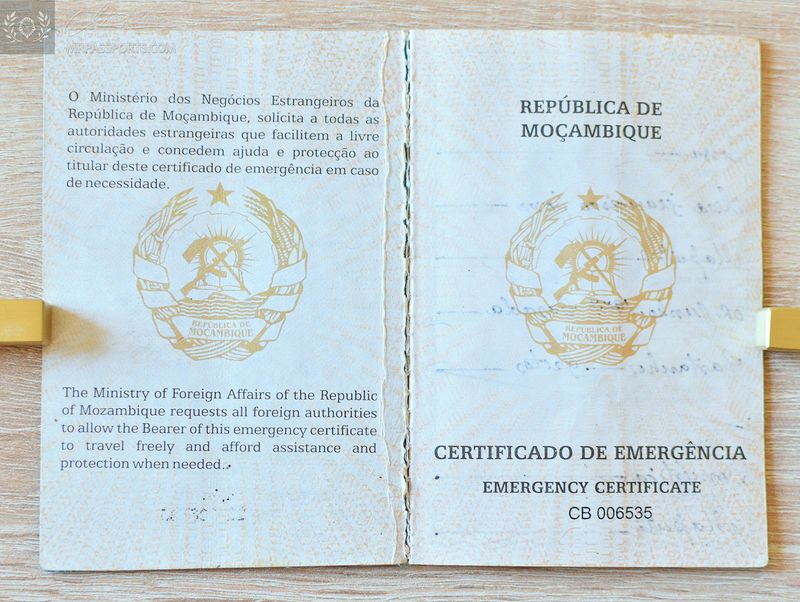 WRPASSPORTS.COM
O Ministério dos Negócios Estrangeiros da
República de Moçambique, solicita a todas as
autoridades estrangeiras que facilitem a livre
circulação e concedem ajuda e protecção ao
titular deste certificado de emergência em caso
de necessidade.
REPÚBLICA DE
MOÇAMBIQUE
The Ministry of Foreign Affairs of the Republic
of Mozambique requests all foreign authorities
to allow the Bearer of this emergency certificate
to travel freely and afford assistance and
protection when needed.
REPÚBLICA DE
MOÇAMBIQUE
REPÚBLICA DE
MOÇAMBIQUE
CERTIFICADO DE EMERGÊNCIA
EMERGENCY CERTIFICATE
CB 006535